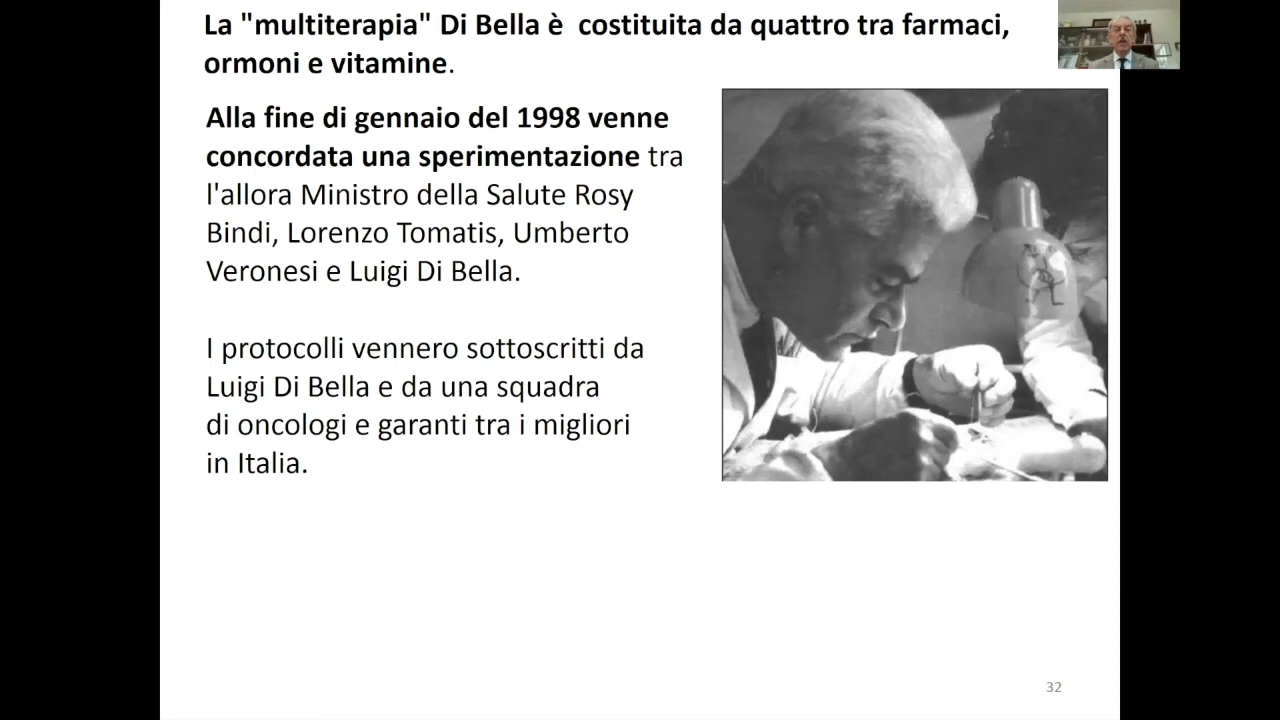 La "multiterapia" Di Bella è  costituita da quattro tra farmaci,
ormoni e vitamine.
Alla fine di gennaio del 1998 venne
concordata una sperimentazione tra
l'allora Ministro della Salute Rosy
Bindi, Lorenzo Tomatis, Umberto
Veronesi e Luigi Di Bella.
I protocolli vennero sottoscritti da
Luigi Di Bella e da una squadra
di oncologi e garanti tra i migliori
in Italia.
32